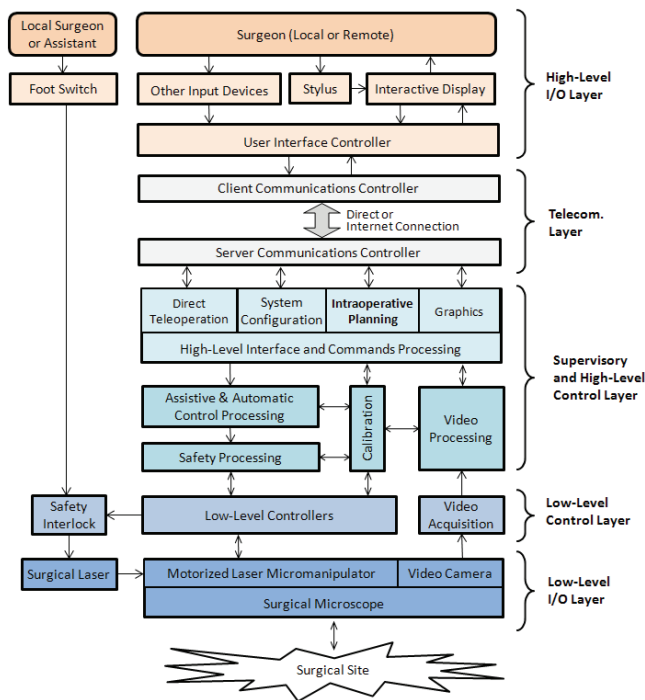 Local Surgeon
or Assistant
Surgeon (Local or Remote)
Foot Switch
Other Input Devices
Stylus
Interactive Display
High-Level
I/O Layer
User Interface Controller
Client Communications Controller
Direct or
Internet Connection
Telecom.
Layer
Server Communications Controller
Direct
Teleoperation
System
Configuration
Intraoperative
Planning
Graphics
High-Level Interface and Commands Processing
Assistive & Automatic
Control Processing
Calibration
Video
Processing
Supervisory
and High-Level
Control Layer
Safety Processing
Safety
Interlock
Low-Level Controllers
Video
Acquisition
Low-Level
Control Layer
Surgical Laser
Motorized Laser Micromanipulator
Video Camera
Surgical Microscope
Low-Level
I/O Layer
Surgical Site